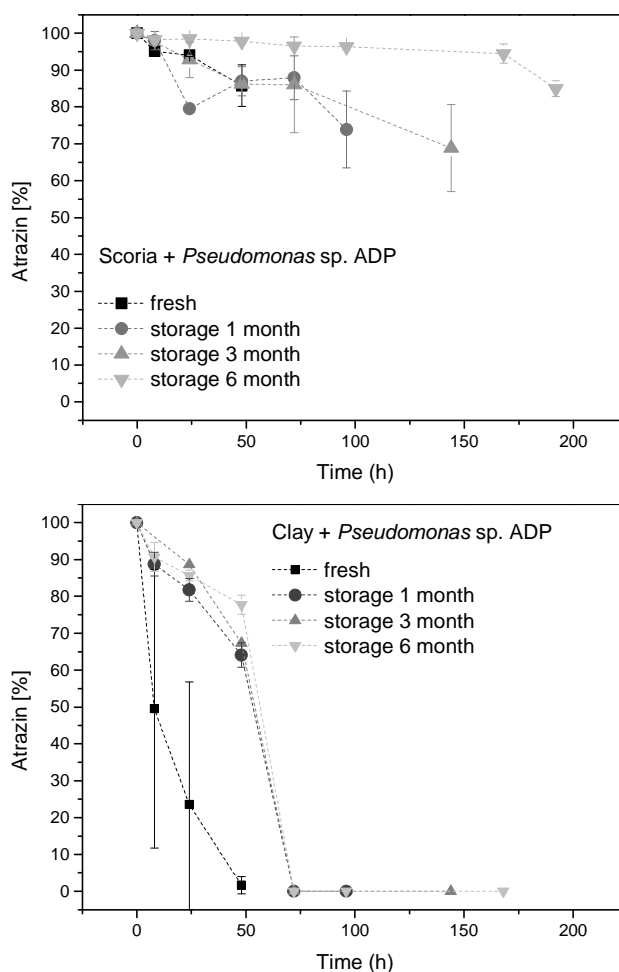 100
90
80
70
60
50
40
30
20
10
0
Atrazin [%]
Scoria + Pseudomonas sp. ADP
fresh
storage 1 month
storage 3 month
storage 6 month
0 50 100 150 200
Time (h)
100
90
80
70
60
50
40
30
20
10
0
Atrazin [%]
Clay + Pseudomonas sp. ADP
fresh
storage 1 month
storage 3 month
storage 6 month
0 50 100 150 200
Time (h)